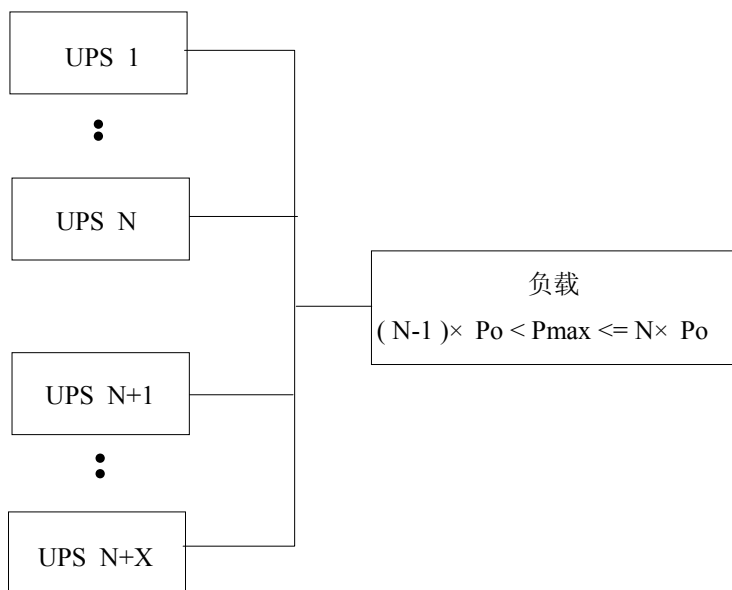 UPS 1
UPS N
负载
( N-1 )× Po < Pmax <= N× Po
UPS N+1
UPS N+X